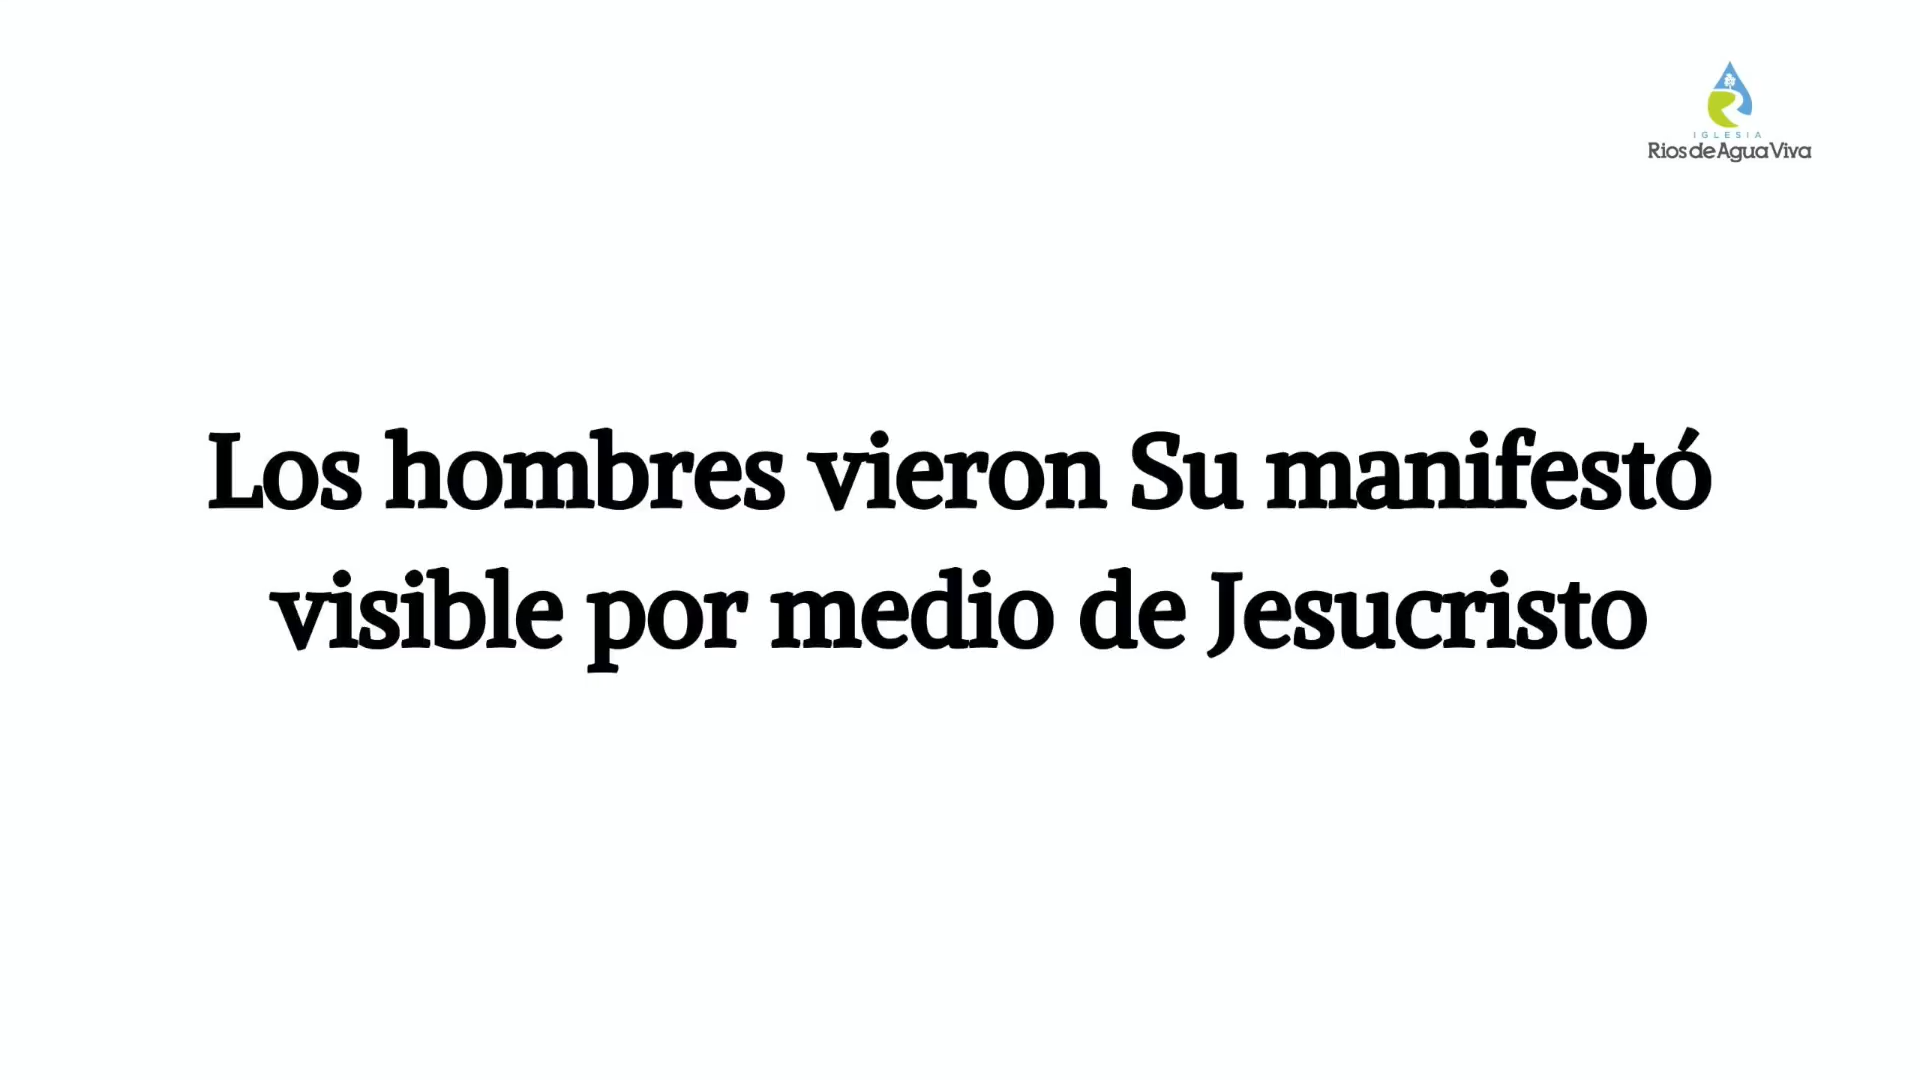 IGLESIA
Rios de Agua Viva
Los hombres vieron Su manifestó
visible por medio de Jesucristo